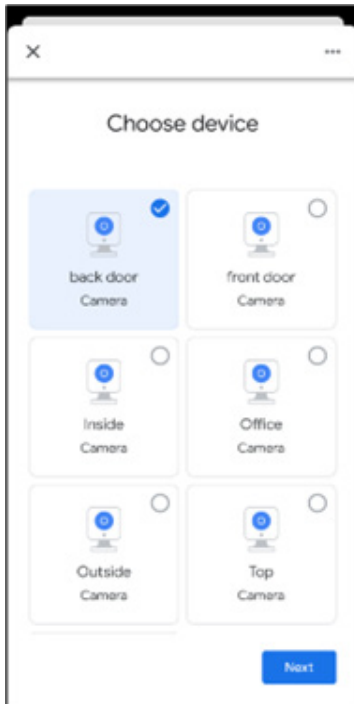 Choose device
back door
Camera
front door
Camera
Inside
Camera
Office
Camera
Outside
Camera
Top
Camera
Next